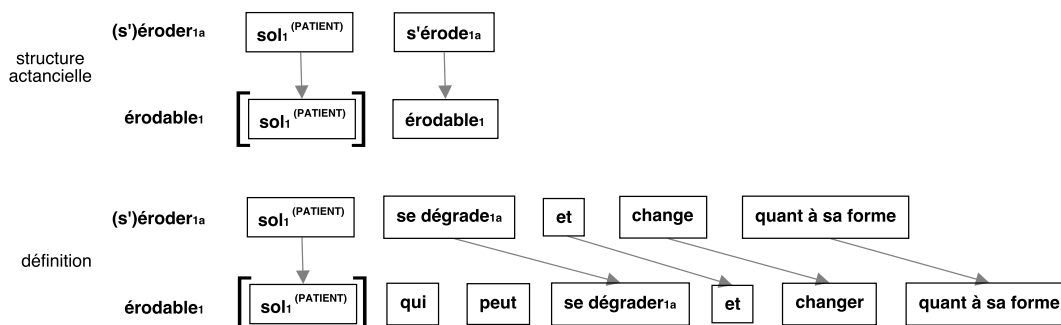 (s')éroder1a sol1 (PATIENT) s'érode1a
structure
actancielle
érodable1 [ sol1 (PATIENT) ] érodable1
(s')éroder1a sol1 (PATIENT) se dégrade1a et change quant à sa forme
définition
érodable1 [ sol1 (PATIENT) ] qui peut se dégrader1a et changer quant à sa forme